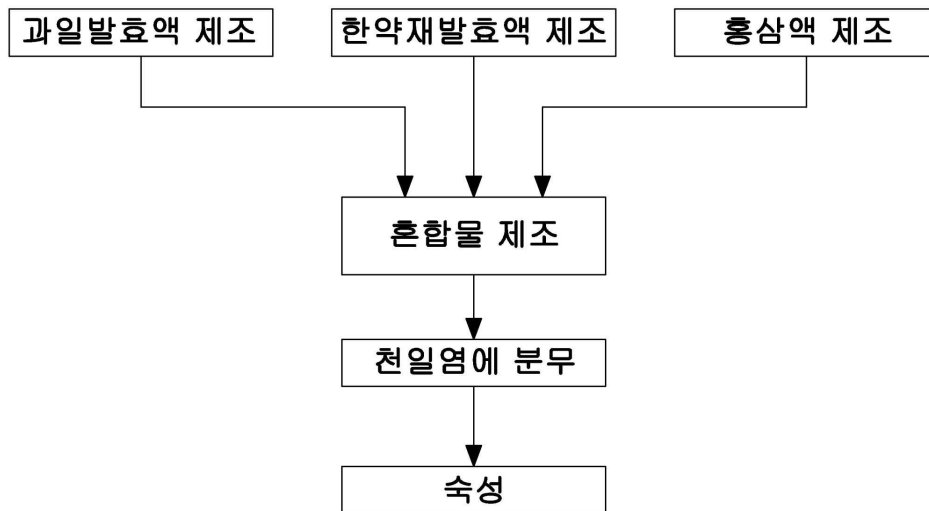 과일발효액 제조
한약재발효액 제조
홍삼액 제조
혼합물 제조
천일염에 분무
숙성